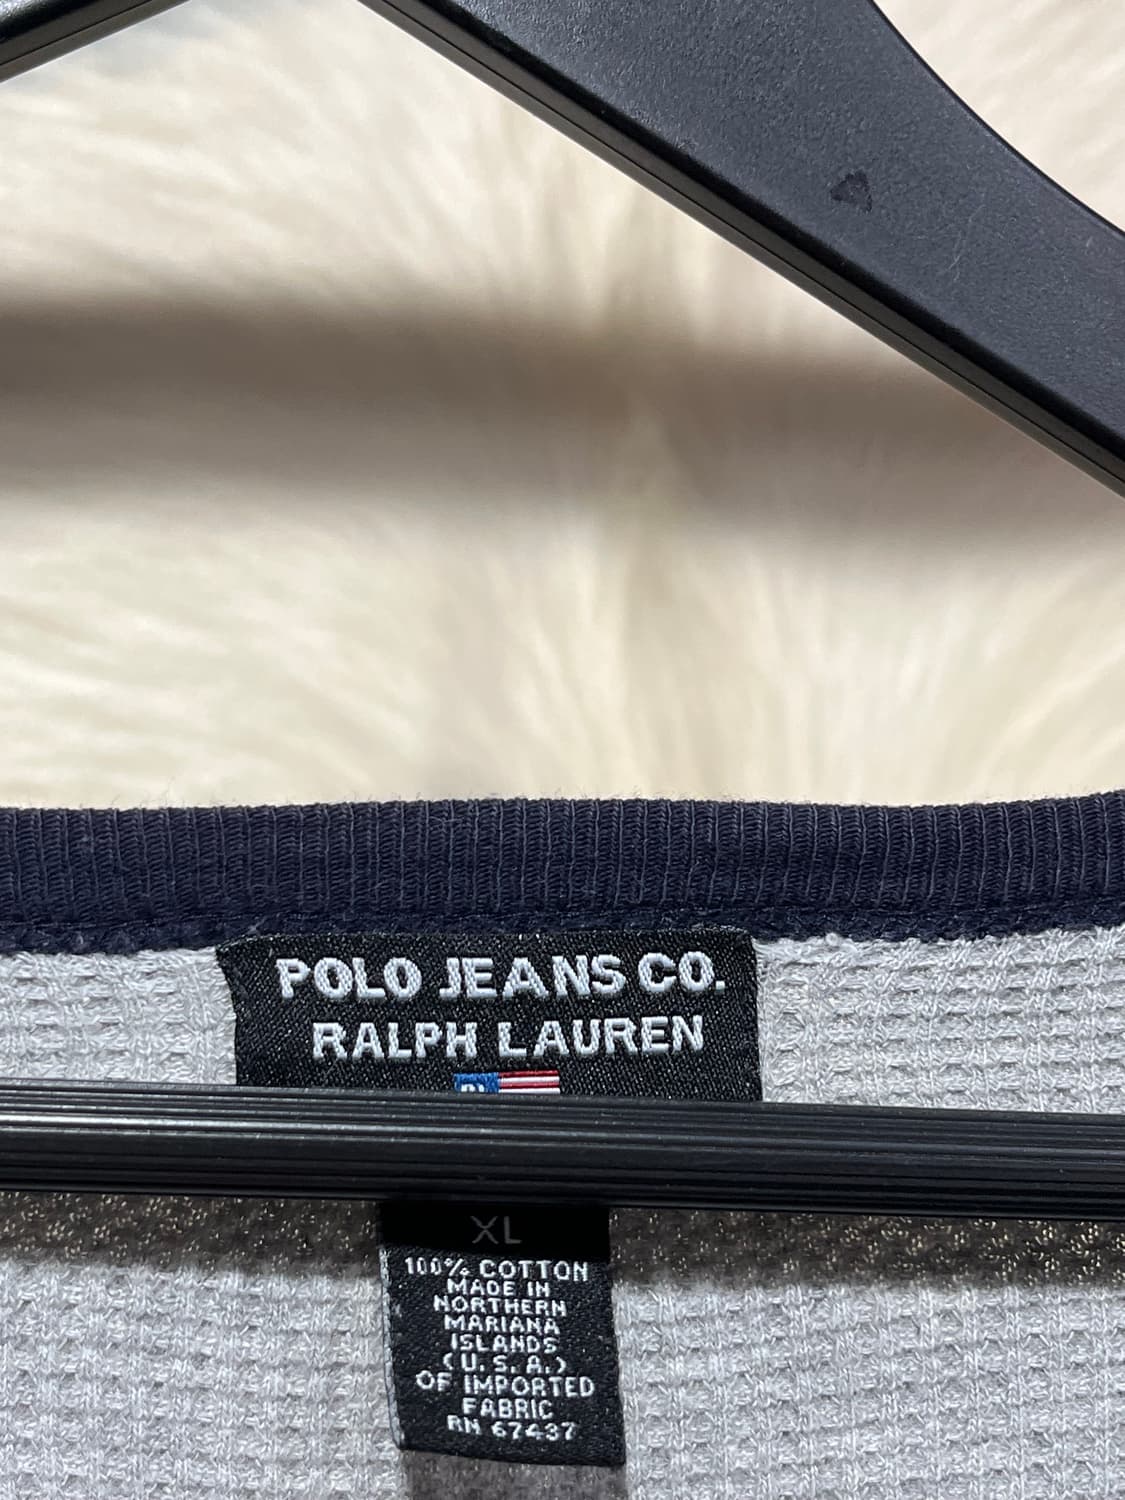 POLO JEANS CO.
RALPH LAUREN
XL
100% COTTON
MADE IN
NORTHERN
MARIANA
ISLANDS
(U.S.A.)
OF IMPORTED
FABRIC
RN 67437